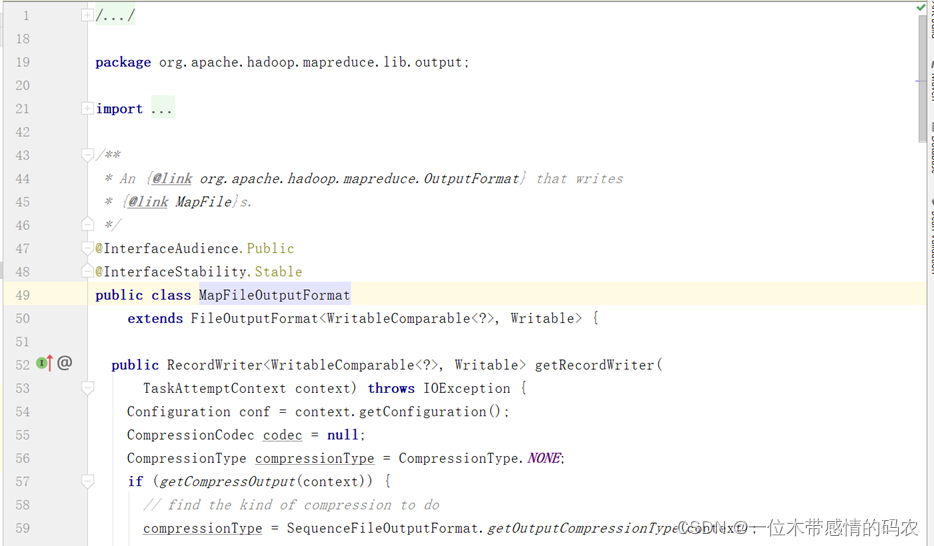 1 /.../
18
19 package org.apache.hadoop.mapreduce.lib.output;
20
21 import ...
42
43 /**
44 * An {@link org.apache.hadoop.mapreduce.OutputFormat} that writes
45 * {@link MapFile}s.
46 */
47 @InterfaceAudience.Public
48 @InterfaceStability.Stable
49 public class MapFileOutputFormat
50 extends FileOutputFormat<WritableComparable<?>, Writable> {
51
52 @ public RecordWriter<WritableComparable<?>, Writable> getRecordWriter(
53 TaskAttemptContext context) throws IOException {
54 Configuration conf = context.getConfiguration();
55 CompressionCodec codec = null;
56 CompressionType compressionType = CompressionType.NONE;
57 if (getCompressOutput(context)) {
58 // find the kind of compression to do
59 compressionType = SequenceFileOutputFormat.getOutputCompressionType(context);
CSDN @一位木带感情的码农